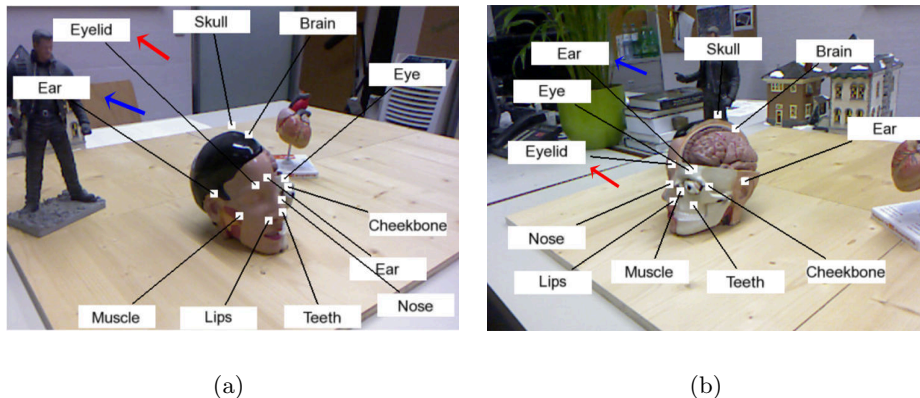 Eyelid
Skull
Brain
Ear
Eye
Cheekbone
Ear
Nose
Muscle
Lips
Teeth
(a)
Ear
Skull
Brain
Eye
Ear
Eyelid
Nose
Lips
Muscle
Teeth
Cheekbone
(b)